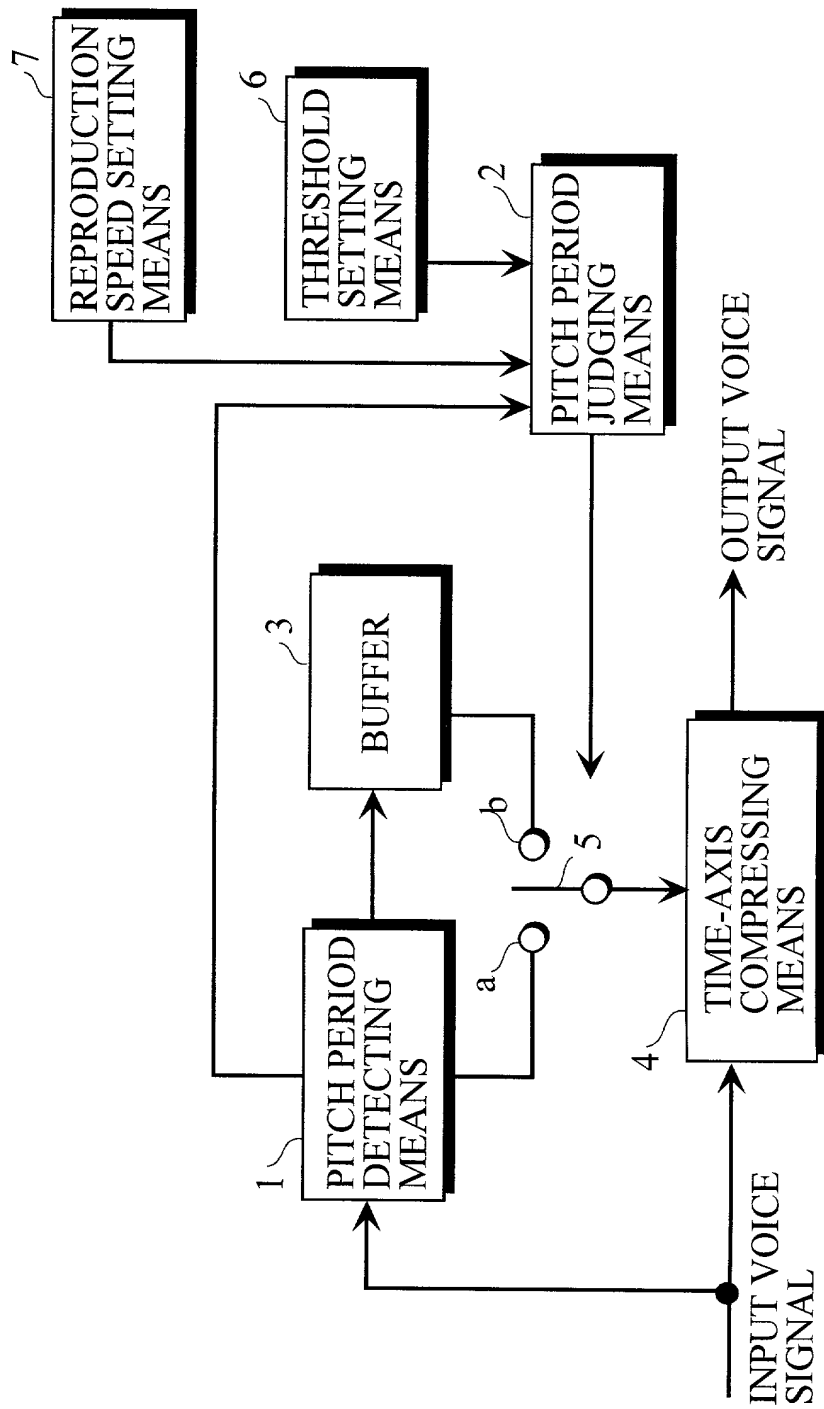 7
REPRODUCTION
SPEED SETTING
MEANS
6
THRESHOLD
SETTING
MEANS
3
BUFFER
2
PITCH PERIOD
JUDGING
MEANS
1
PITCH PERIOD
DETECTING
MEANS
a
b
5
4
TIME-AXIS
COMPRESSING
MEANS
INPUT VOICE
SIGNAL
OUTPUT VOICE
SIGNAL